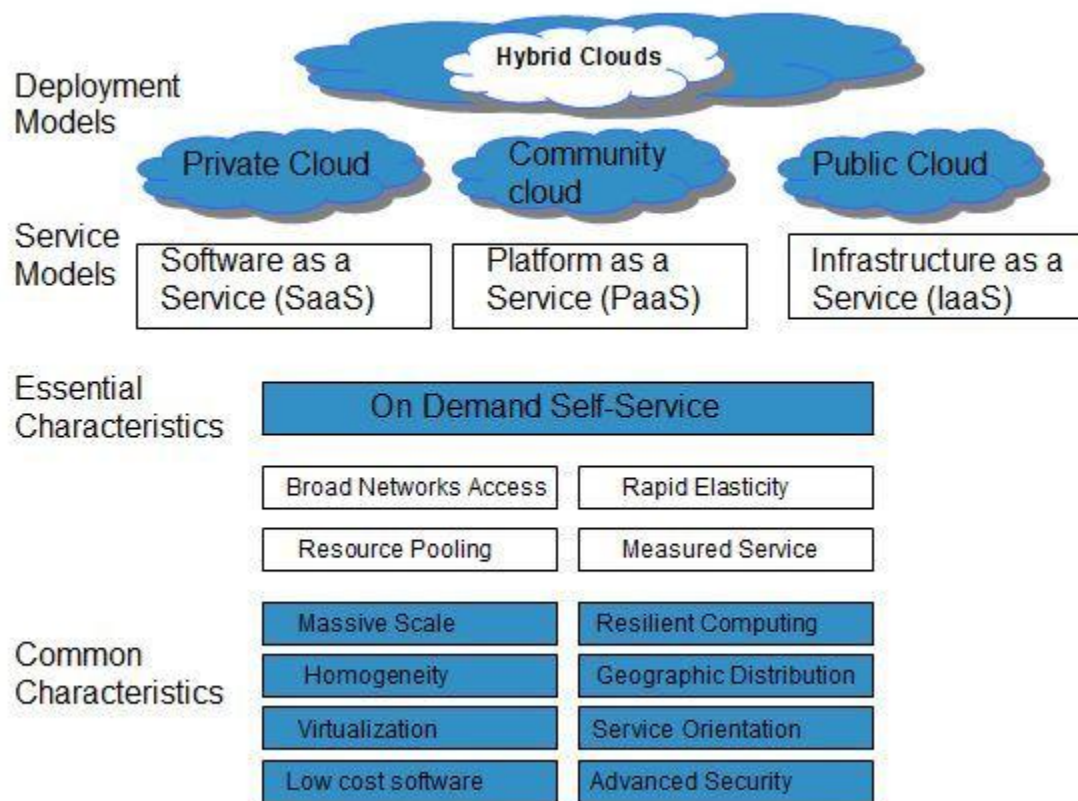 Hybrid Clouds
Deployment
Models
Private Cloud
Community
cloud
Public Cloud
Service
Models
Software as a
Service (SaaS)
Platform as a
Service (PaaS)
Infrastructure as a
Service (IaaS)
Essential
Characteristics
On Demand Self-Service
Broad Networks Access
Rapid Elasticity
Resource Pooling
Measured Service
Common
Characteristics
Massive Scale
Resilient Computing
Homogeneity
Geographic Distribution
Virtualization
Service Orientation
Low cost software
Advanced Security